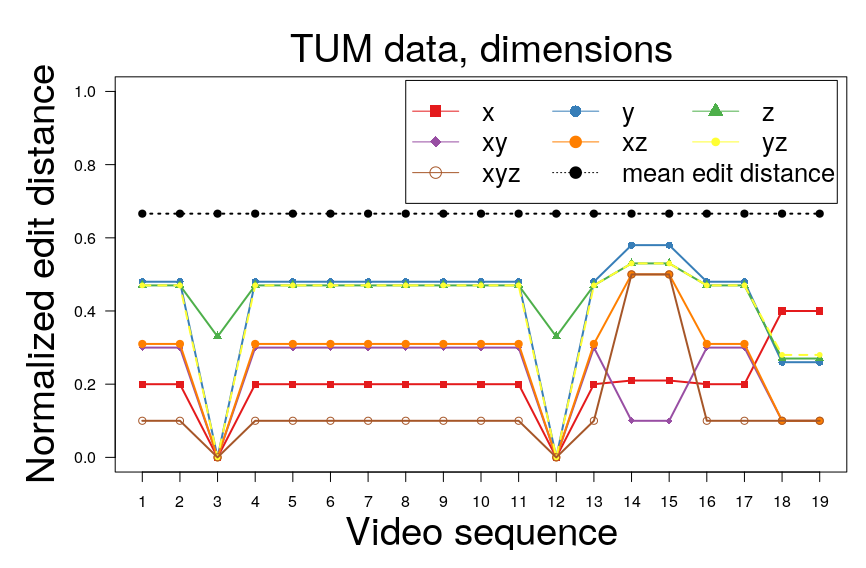 TUM data, dimensions
Normalized edit distance
1.0
0.8
0.6
0.4
0.2
0.0
x y z
xy xz yz
xyz mean edit distance
1 2 3 4 5 6 7 8 9 10 11 12 13 14 15 16 17 18 19
Video sequence